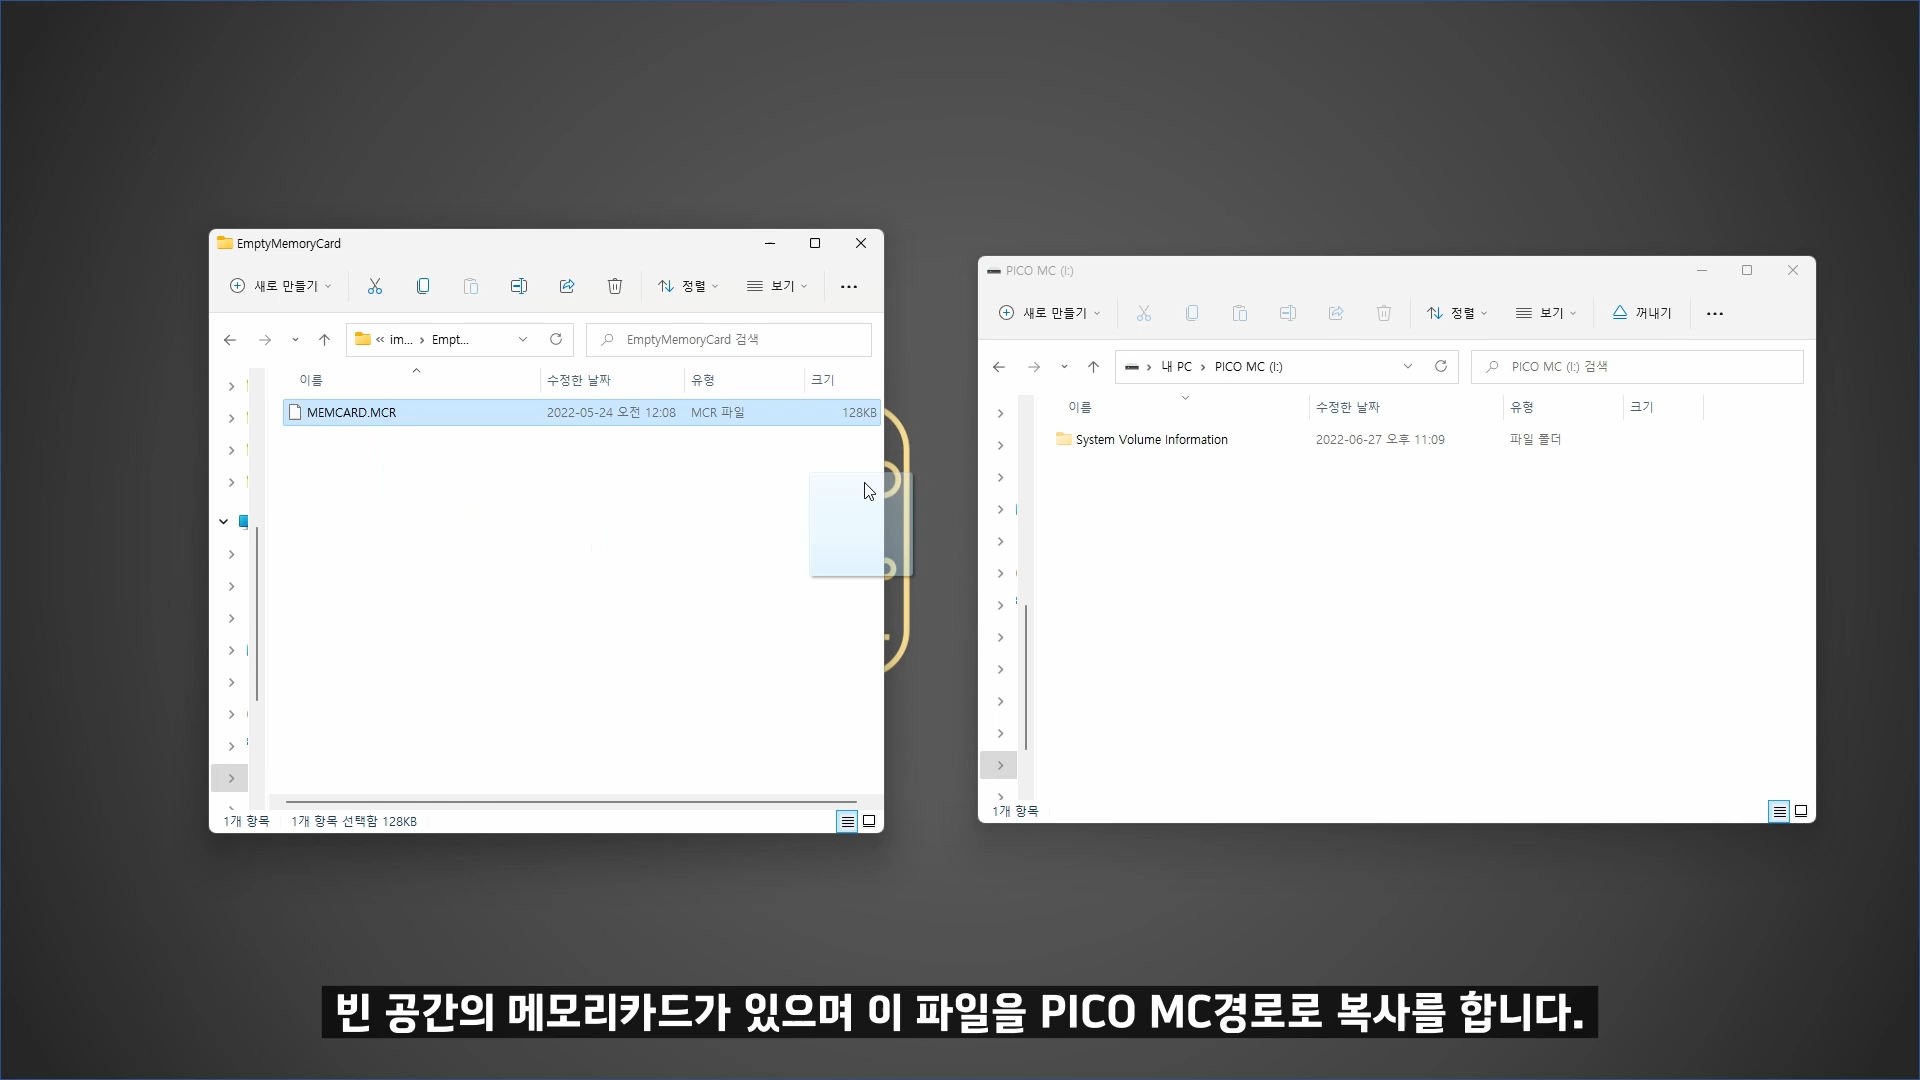 EmptyMemoryCard
새로 만들기
정렬
보기
« im... › Empt...
EmptyMemoryCard 검색
이름 수정한 날짜 유형 크기
MEMCARD.MCR 2022-05-24 오전 12:08 MCR 파일 128KB
1개 항목 1개 항목 선택함 128KB
PICO MC (I:)
새로 만들기
정렬
보기
꺼내기
내 PC › PICO MC (I:)
PICO MC (I:) 검색
이름 수정한 날짜 유형 크기
System Volume Information 2022-06-27 오후 11:09 파일 폴더
1개 항목
빈 공간의 메모리카드가 있으며 이 파일을 PICO MC경로로 복사를 합니다.